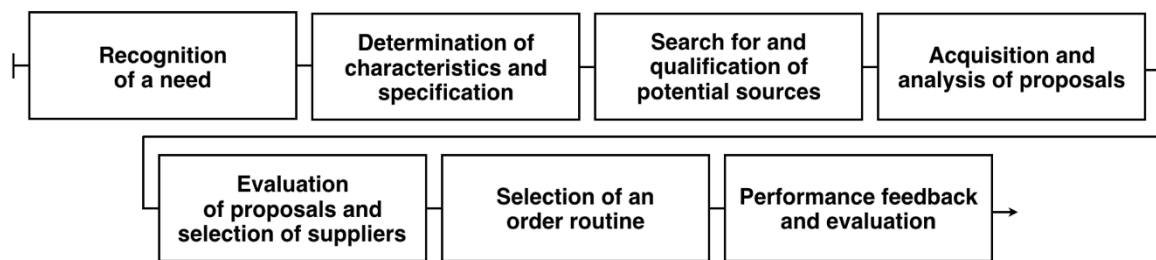 Recognition
of a need
Determination of
characteristics and
specification
Search for and
qualification of
potential sources
Acquisition and
analysis of proposals
Evaluation
of proposals and
selection of suppliers
Selection of an
order routine
Performance feedback
and evaluation